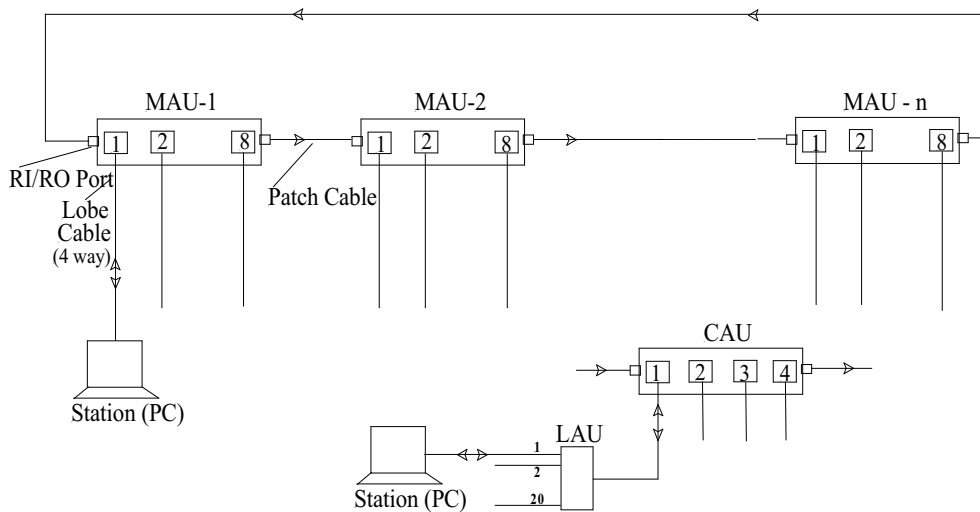 MAU-1 MAU-2 MAU - n
1 2 8 1 2 8 1 2 8
RI/RO Port
Lobe
Cable
(4 way)
Patch Cable
Station (PC)
CAU
1 2 3 4
LAU
1
2
20
Station (PC)